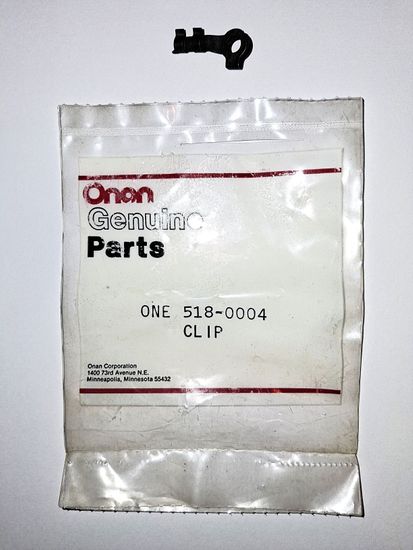 Onan
Genuine
Parts
ONE 518-0004
CLIP
Onan Corporation
1400 73rd Avenue N.E.
Minneapolis, Minnesota 55432